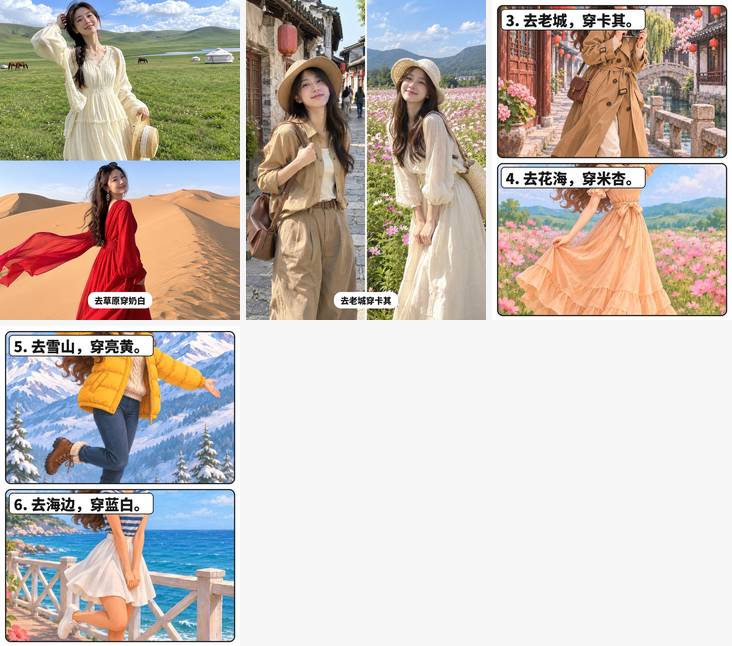 去草原穿奶白
去老城穿卡其
3. 去老城，穿卡其。
4. 去花海，穿米杏。
5. 去雪山，穿亮黄。
6. 去海边，穿蓝白。